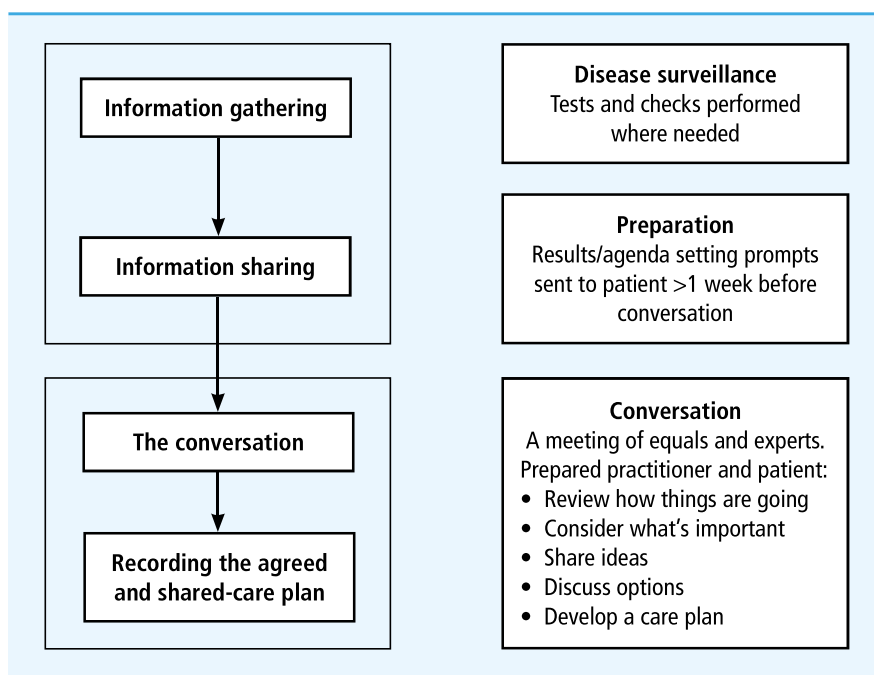 Information gathering
Information sharing
The conversation
Recording the agreed
and shared-care plan
Disease surveillance
Tests and checks performed
where needed
Preparation
Results/agenda setting prompts
sent to patient >1 week before
conversation
Conversation
A meeting of equals and experts.
Prepared practitioner and patient:
• Review how things are going
• Consider what’s important
• Share ideas
• Discuss options
• Develop a care plan